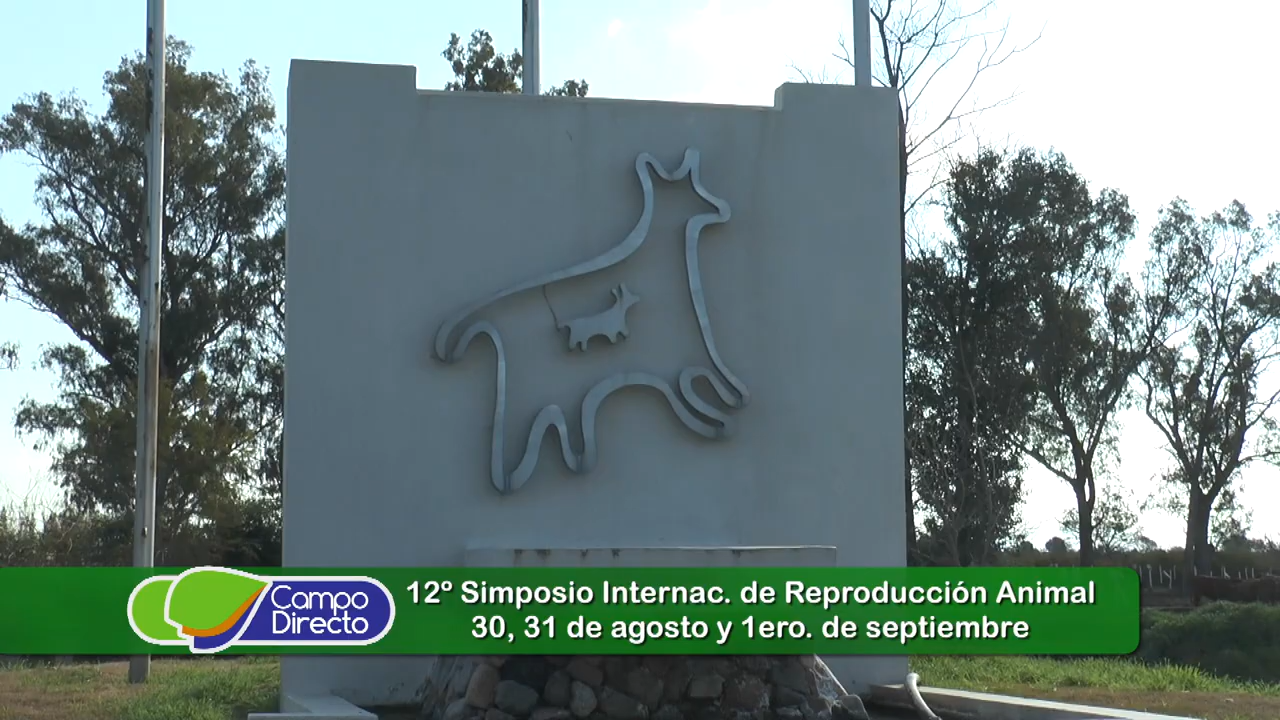 Campo
Directo
12º Simposio Internac. de Reproducción Animal
30, 31 de agosto y 1ero. de septiembre